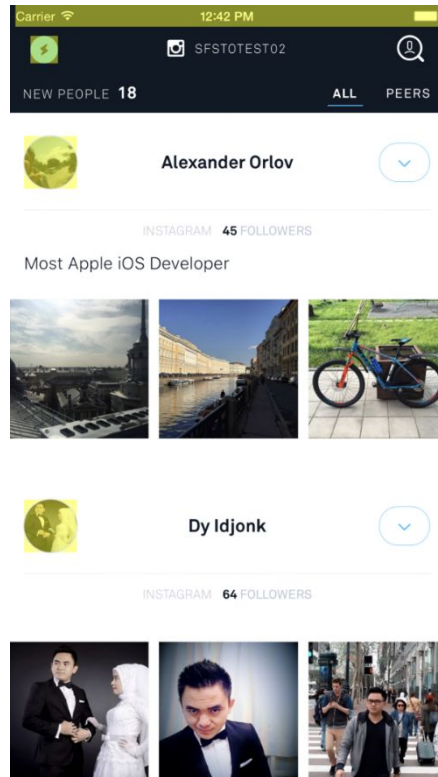 Carrier 12:42 PM
SFSTOTEST02
NEW PEOPLE 18 ALL PEERS
Alexander Orlov
INSTAGRAM 45 FOLLOWERS
Most Apple iOS Developer
Dy Idjonk
INSTAGRAM 64 FOLLOWERS